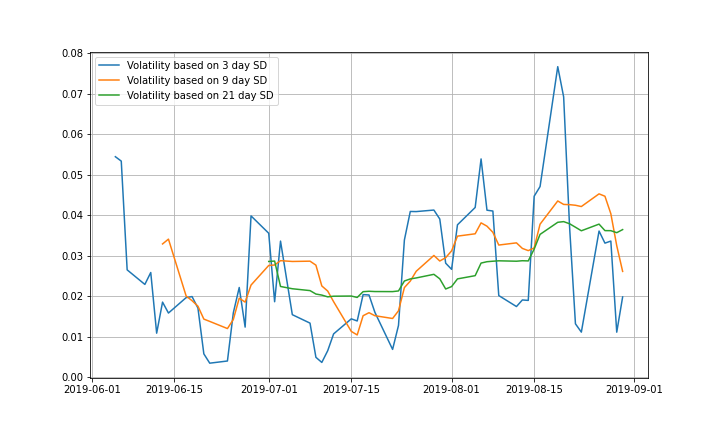 0.08
0.07
0.06
0.05
0.04
0.03
0.02
0.01
0.00
Volatility based on 3 day SD
Volatility based on 9 day SD
Volatility based on 21 day SD
2019-06-01 2019-06-15 2019-07-01 2019-07-15 2019-08-01 2019-08-15 2019-09-01